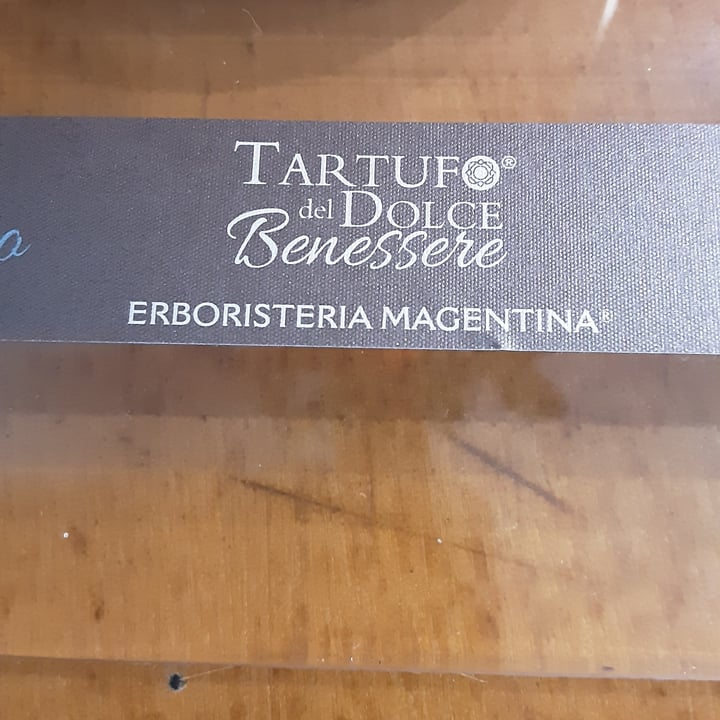 TARTUFO®
del DOLCE
Benessere
ERBORISTERIA MAGENTINA®